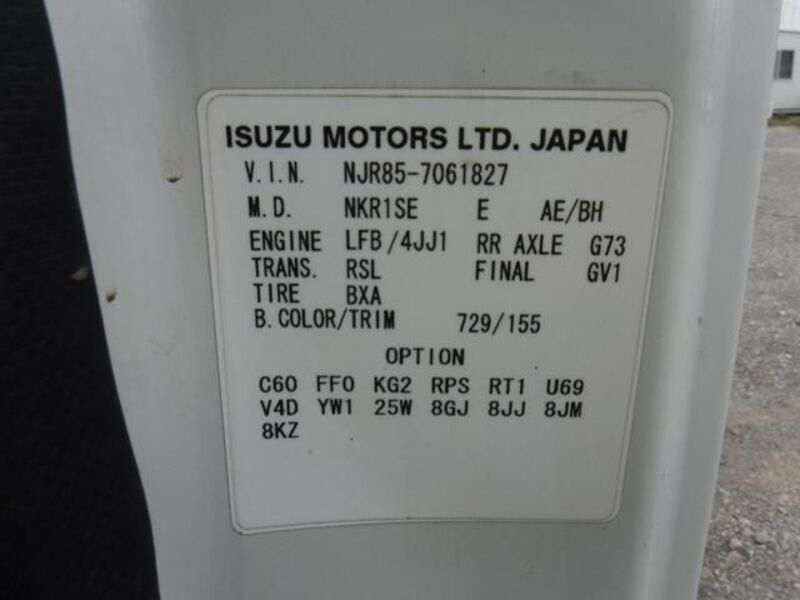 ISUZU MOTORS LTD. JAPAN
V.I.N. NJR85-7061827
M.D. NKR1SE E AE/BH
ENGINE LFB/4JJ1 RR AXLE G73
TRANS. RSL FINAL GV1
TIRE BXA
B.COLOR/TRIM 729/155
OPTION
C60 FF0 KG2 RPS RT1 U69
V4D YW1 25W 8GJ 8JJ 8JM
8KZ